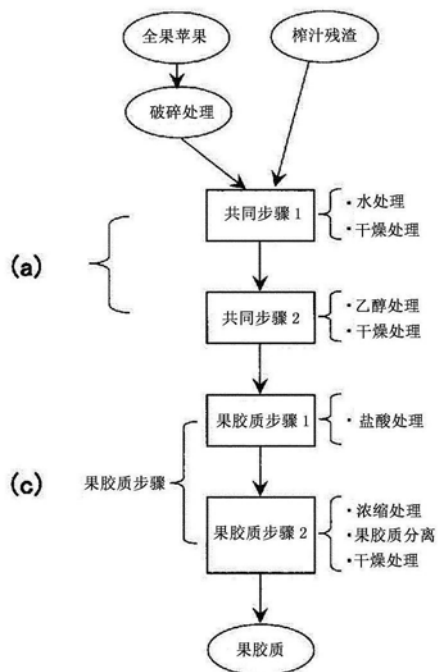 全果苹果
榨汁残渣
破碎处理
共同步骤 1
·水处理
·干燥处理
(a)
共同步骤 2
·乙醇处理
·干燥处理
果胶质步骤 1
·盐酸处理
(c)
果胶质步骤
果胶质步骤 2
·浓缩处理
·果胶质分离
·干燥处理
果胶质